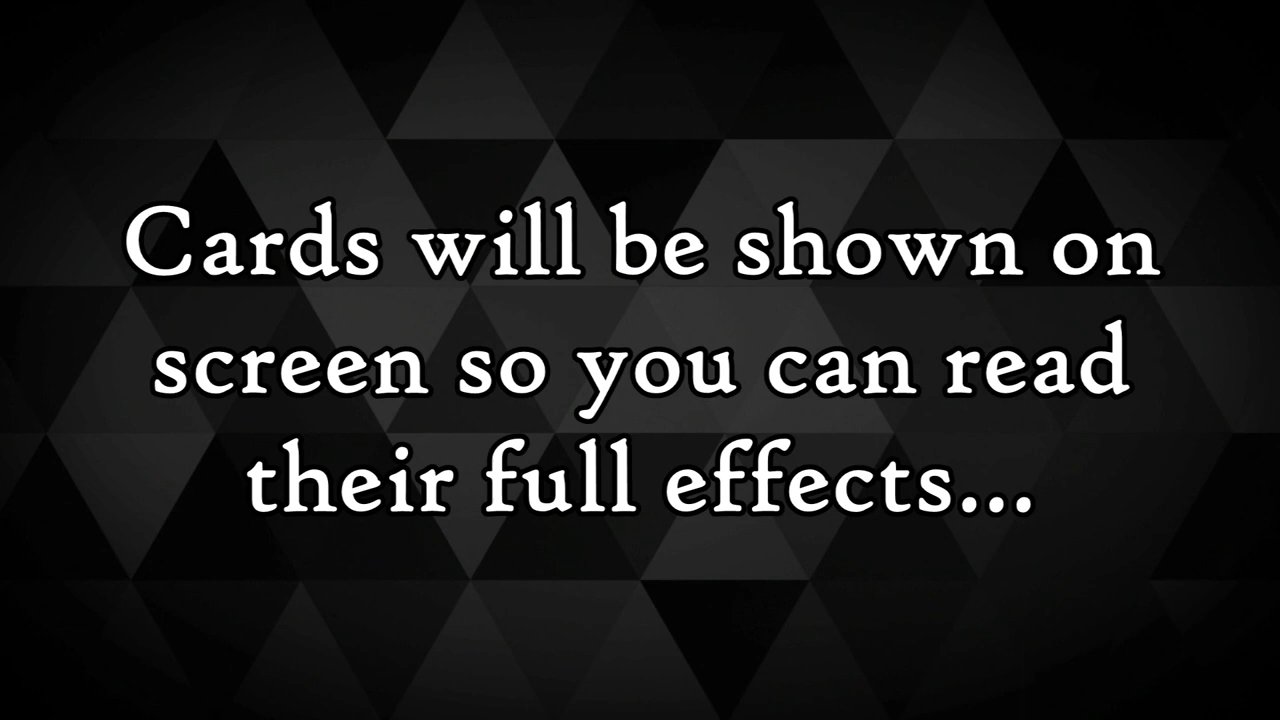 Cards will be shown on
screen so you can read
their full effects...